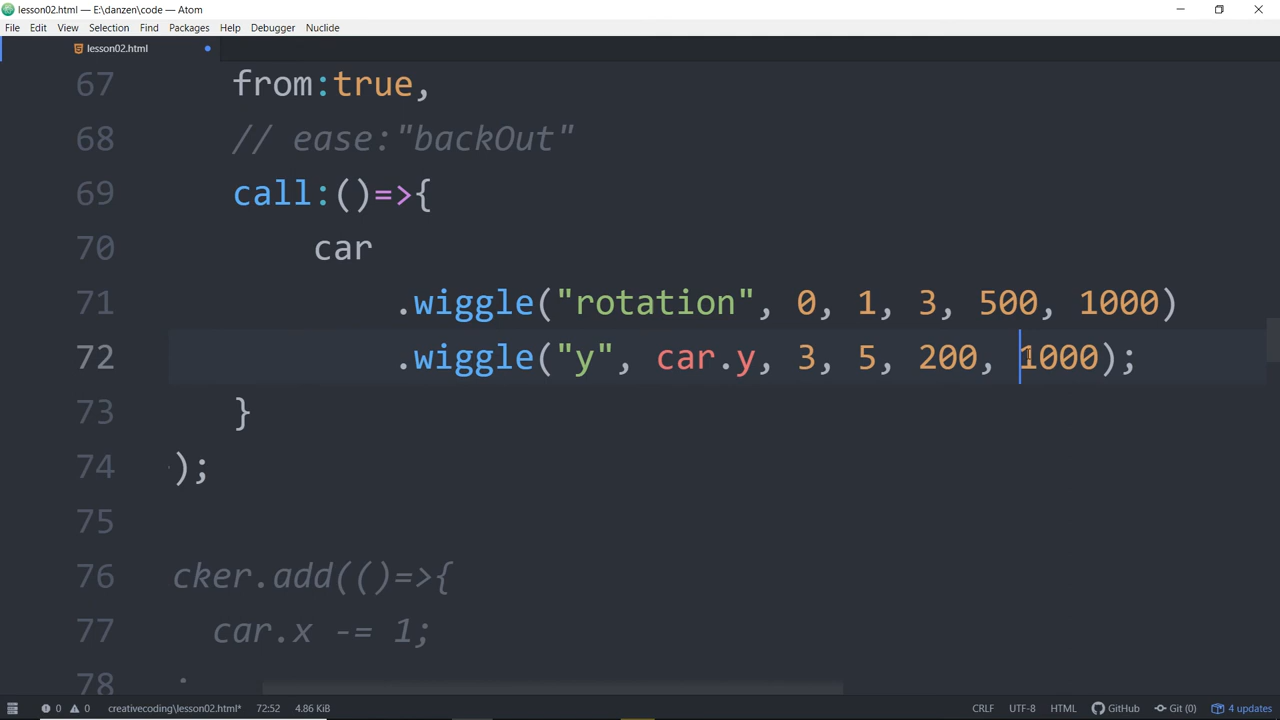 lesson02.html — E:\danzen\code — Atom
File Edit View Selection Find Packages Help Debugger Nuclide
lesson02.html
67 from:true,
68 // ease:"backOut"
69 call:()=>{
70 car
71 .wiggle("rotation", 0, 1, 3, 500, 1000)
72 .wiggle("y", car.y, 3, 5, 200, 1000);
73 }
74 );
75
76 cker.add(()=>{
77 car.x -= 1;
78
0 0 creativecoding\lesson02.html* 72:52 4.86 KiB CRLF UTF-8 HTML GitHub Git (0) 4 updates